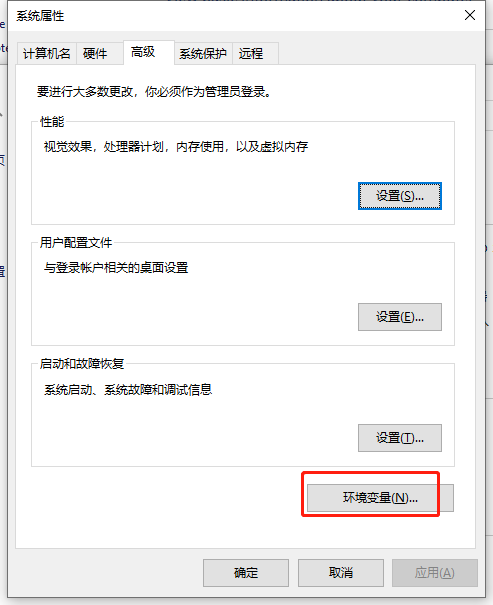 系统属性
计算机名 硬件 高级 系统保护 远程
要进行大多数更改，你必须作为管理员登录。
性能
视觉效果，处理器计划，内存使用，以及虚拟内存
设置(S)...
用户配置文件
与登录帐户相关的桌面设置
设置(E)...
启动和故障恢复
系统启动、系统故障和调试信息
设置(T)...
环境变量(N)...
确定 取消 应用(A)